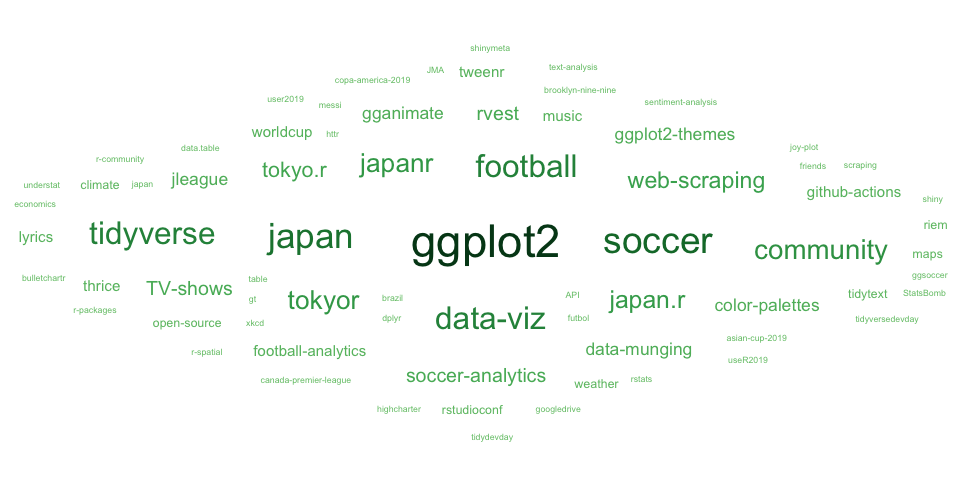 shinymeta
JMA tweenr text-analysis
copa-america-2019
brooklyn-nine-nine
user2019 messi sentiment-analysis
gganimate rvest music
worldcup httr ggplot2-themes
data.table joy-plot
r-community tokyo.r japanr football friends scraping
understat climate japan jleague web-scraping github-actions
economics shiny
lyrics tidyverse japan ggplot2 soccer community riem
maps
bulletchartr thrice TV-shows table ggsoccer
gt tokyor brazil data-viz API japan.r color-palettes tidytext StatsBomb
r-packages open-source xkcd dplyr futbol tidyversedevday
r-spatial football-analytics data-munging asian-cup-2019
useR2019
canada-premier-league soccer-analytics weather rstats
highcharter rstudioconf googledrive
tidydevday